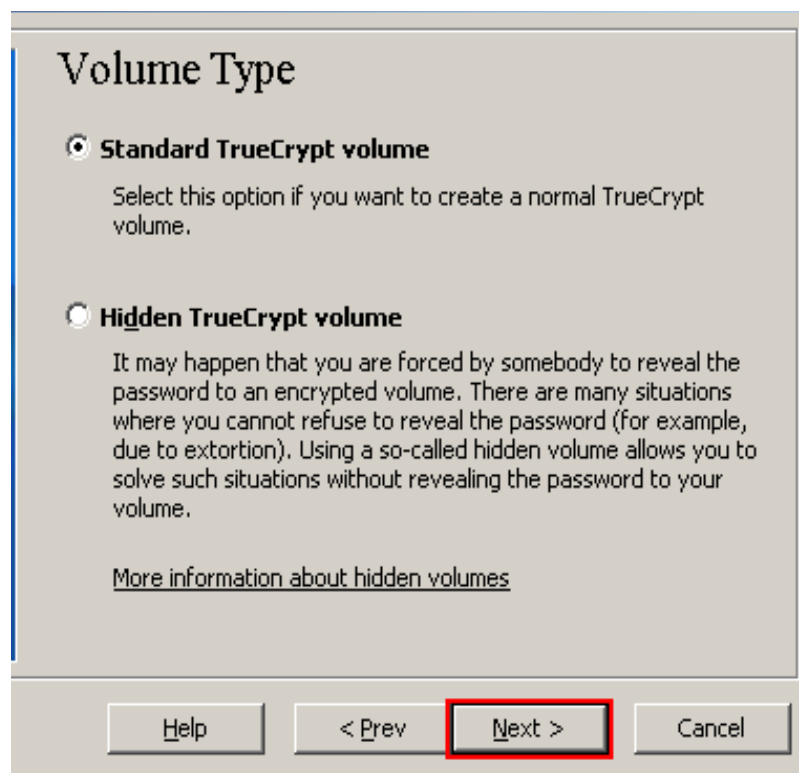 Volume Type
Standard TrueCrypt volume
Select this option if you want to create a normal TrueCrypt
volume.
Hidden TrueCrypt volume
It may happen that you are forced by somebody to reveal the
password to an encrypted volume. There are many situations
where you cannot refuse to reveal the password (for example,
due to extortion). Using a so-called hidden volume allows you to
solve such situations without revealing the password to your
volume.
More information about hidden volumes
Help
< Prev
Next >
Cancel